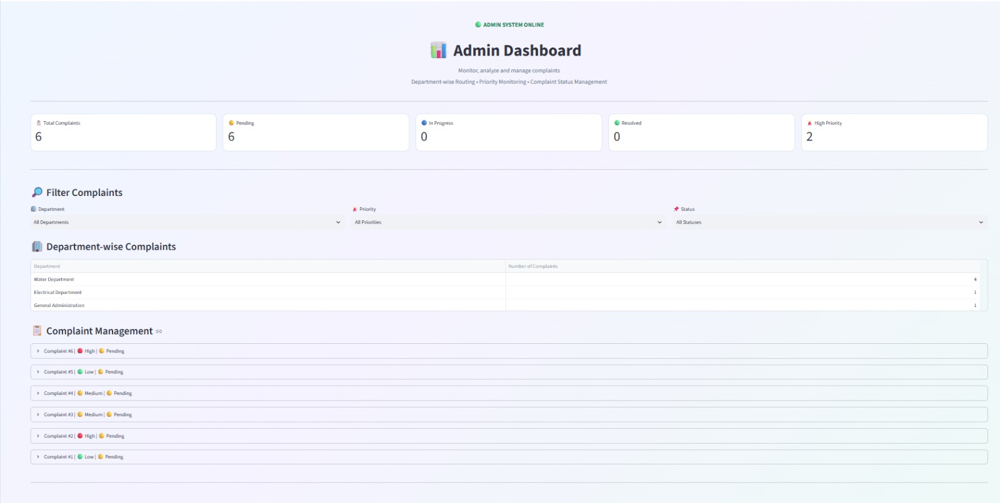 ADMIN SYSTEM ONLINE
Admin Dashboard
Monitor, analyze and manage complaints
Department-wise Routing • Priority Monitoring • Complaint Status Management
Total Complaints
6
Pending
6
In Progress
0
Resolved
0
High Priority
2
Filter Complaints
Department
All Departments
Priority
All Priorities
Status
All Statuses
Department-wise Complaints
Department Number of Complaints
Water Department 4
Electrical Department 1
General Administration 1
Complaint Management
Complaint #6 | High | Pending
Complaint #5 | Low | Pending
Complaint #4 | Medium | Pending
Complaint #3 | Medium | Pending
Complaint #2 | High | Pending
Complaint #1 | Low | Pending